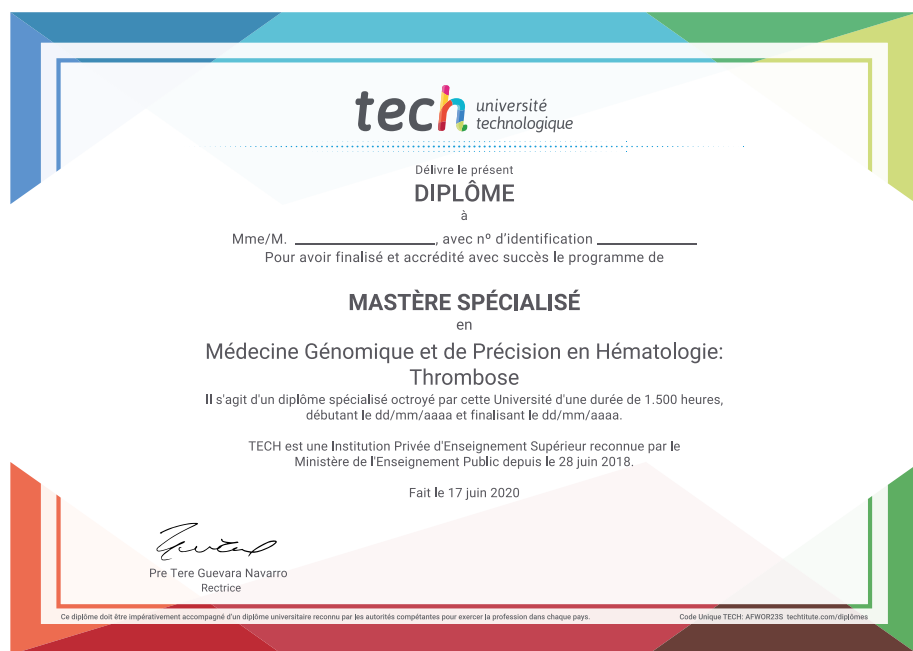 tech université
technologique
Délivre le présent
DIPLÔME
à
Mme/M. ____________, avec nº d'identification ____________
Pour avoir finalisé et accrédité avec succès le programme de
MASTÈRE SPÉCIALISÉ
en
Médecine Génomique et de Précision en Hématologie:
Thrombose
Il s'agit d'un diplôme spécialisé octroyé par cette Université d'une durée de 1.500 heures,
débutant le dd/mm/aaaa et finalisant le dd/mm/aaaa.
TECH est une Institution Privée d'Enseignement Supérieur reconnue par le
Ministère de l'Enseignement Public depuis le 28 juin 2018.
Fait le 17 juin 2020
Pre Tere Guevara Navarro
Rectrice
Ce diplôme doit être impérativement accompagné d'un diplôme universitaire reconnu par les autorités compétantes pour exercer la profession dans chaque pays.
Code Unique TECH: AFWOR23S techtitute.com/diplômes